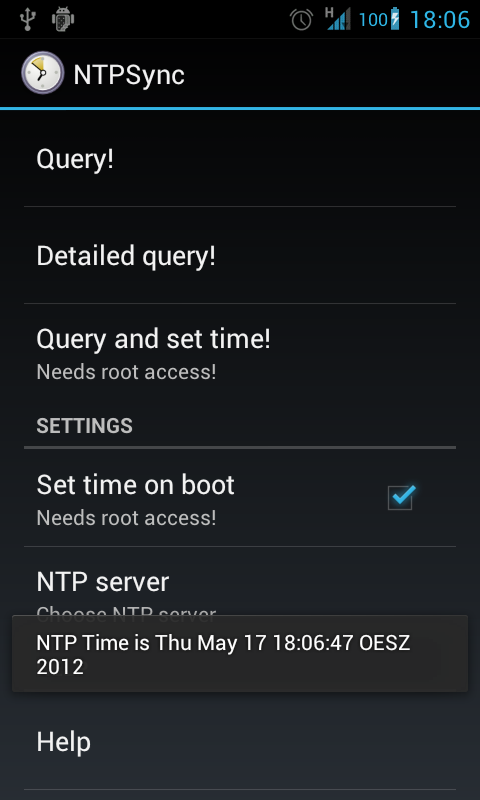 H
100
18:06
NTPSync
Query!
Detailed query!
Query and set time!
Needs root access!
SETTINGS
Set time on boot
Needs root access!
NTP server
Choose NTP server
NTP Time is Thu May 17 18:06:47 OESZ
2012
Help